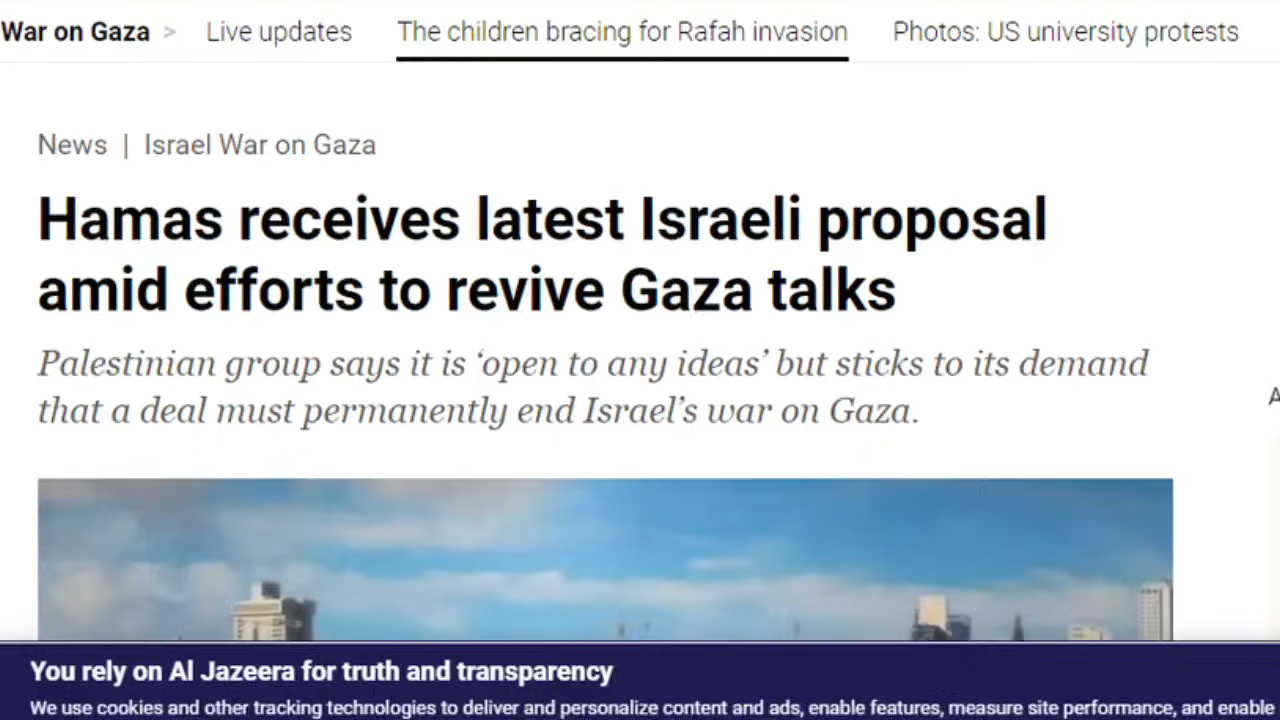 War on Gaza > Live updates The children bracing for Rafah invasion Photos: US university protests
News | Israel War on Gaza
Hamas receives latest Israeli proposal
amid efforts to revive Gaza talks
Palestinian group says it is ‘open to any ideas’ but sticks to its demand
that a deal must permanently end Israel’s war on Gaza.
A
You rely on Al Jazeera for truth and transparency
We use cookies and other tracking technologies to deliver and personalize content and ads, enable features, measure site performance, and enable